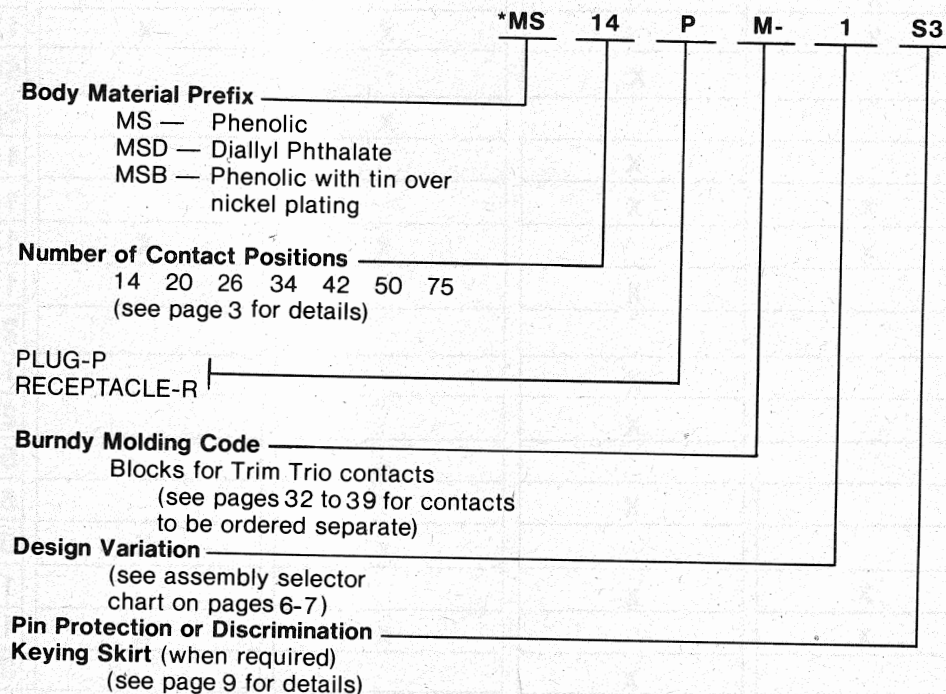 *MS 14 P M- 1 S3
Body Material Prefix
MS — Phenolic
MSD — Diallyl Phthalate
MSB — Phenolic with tin over
nickel plating
Number of Contact Positions
14 20 26 34 42 50 75
(see page 3 for details)
PLUG-P
RECEPTACLE-R
Burndy Molding Code
Blocks for Trim Trio contacts
(see pages 32 to 39 for contacts
to be ordered separate)
Design Variation
(see assembly selector
chart on pages 6-7)
Pin Protection or Discrimination
Keying Skirt (when required)
(see page 9 for details)